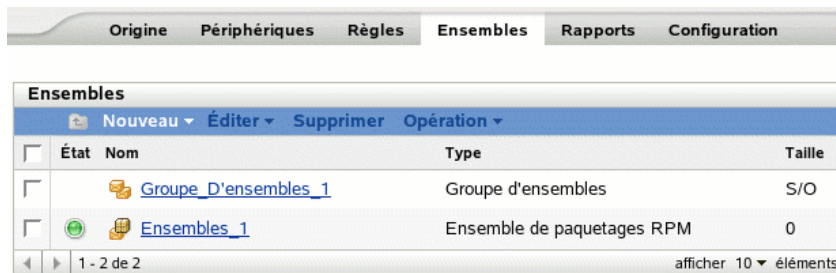 Origine Périphériques Règles Ensembles Rapports Configuration
Ensembles
Nouveau Éditer Supprimer Opération
État Nom Type Taille
Groupe_D'ensembles_1 Groupe d'ensembles S/O
Ensembles_1 Ensemble de paquetages RPM 0
1 - 2 de 2 afficher 10 éléments